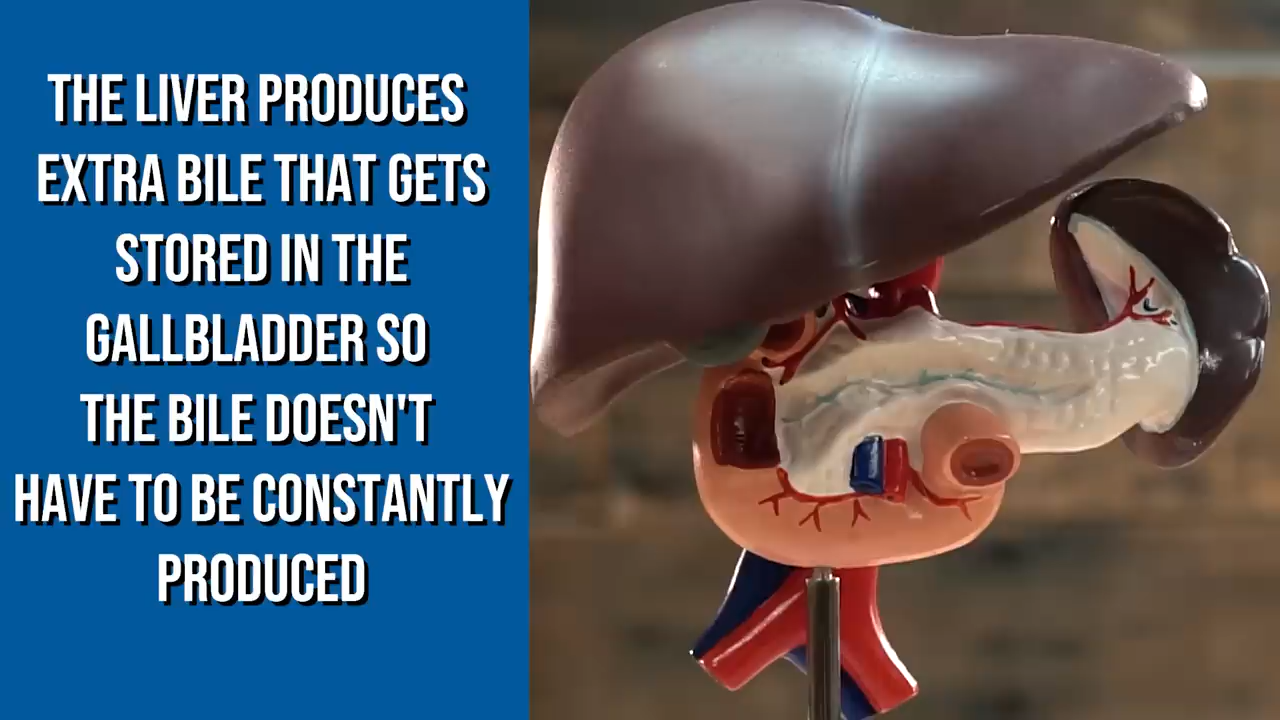 THE LIVER PRODUCES
EXTRA BILE THAT GETS
STORED IN THE
GALLBLADDER SO
THE BILE DOESN'T
HAVE TO BE CONSTANTLY
PRODUCED